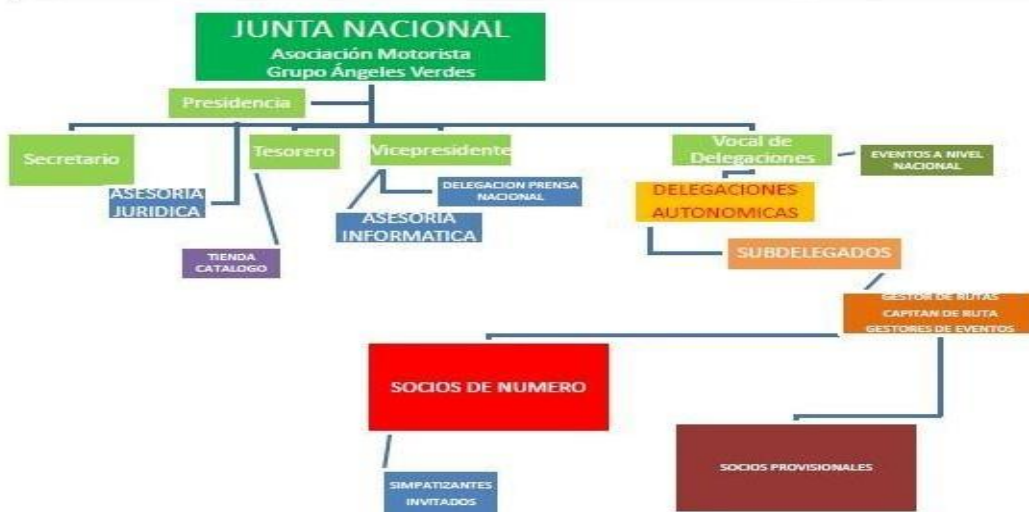 JUNTA NACIONAL
Asociación Motorista
Grupo Ángeles Verdes
Presidencia
Secretario
Tesorero
Vicepresidente
Vocal de
Delegaciones
EVENTOS A NIVEL
NACIONAL
ASESORIA
JURIDICA
DELEGACION PRENSA
NACIONAL
DELEGACIONES
AUTONOMICAS
ASESORIA
INFORMATICA
TIENDA
CATALOGO
SUBDELEGADOS
GESTOR DE RUTAS
CAPITAN DE RUTA
GESTORES DE EVENTOS
SOCIOS DE NUMERO
SOCIOS PROVISIONALES
SIMPATIZANTES
INVITADOS